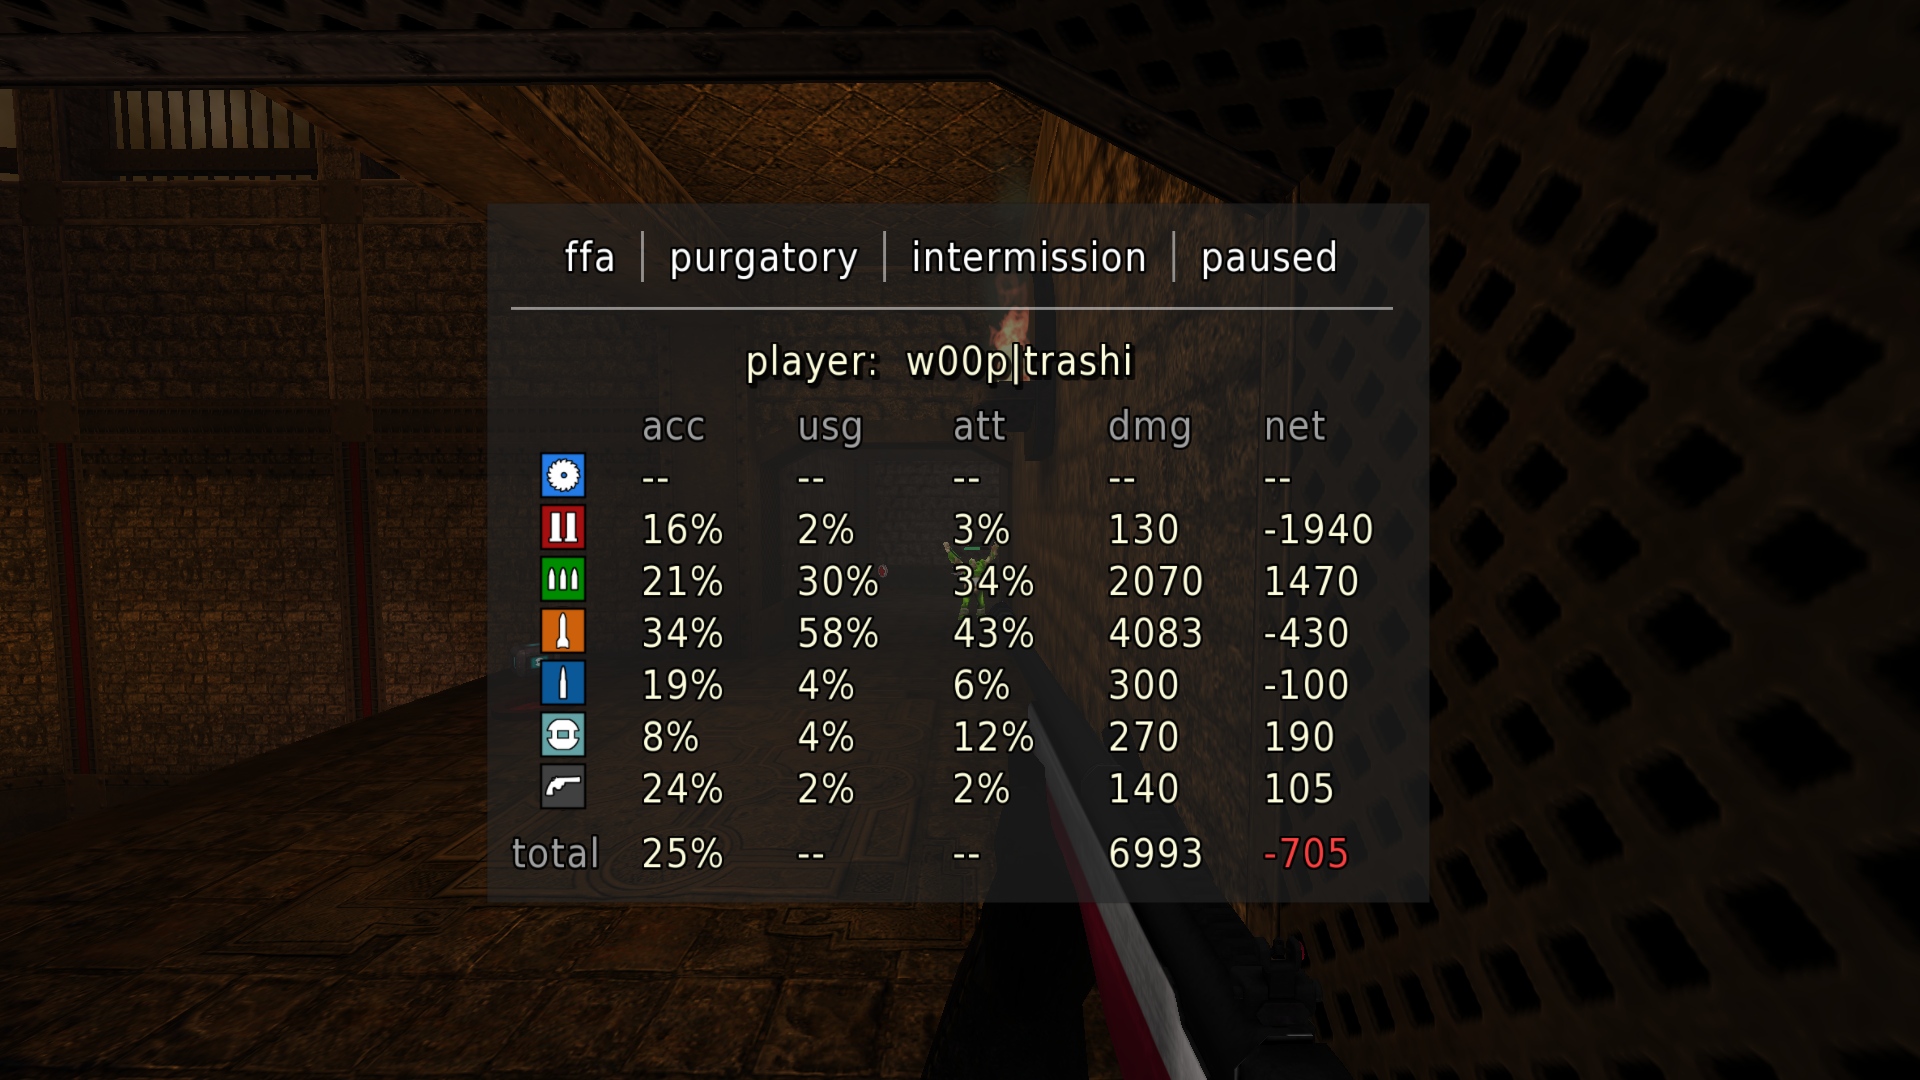 ffa | purgatory | intermission | paused
player: w00p|trashi
acc usg att dmg net
-- -- -- -- --
16% 2% 3% 130 -1940
21% 30% 34% 2070 1470
34% 58% 43% 4083 -430
19% 4% 6% 300 -100
8% 4% 12% 270 190
24% 2% 2% 140 105
total 25% -- -- 6993 -705